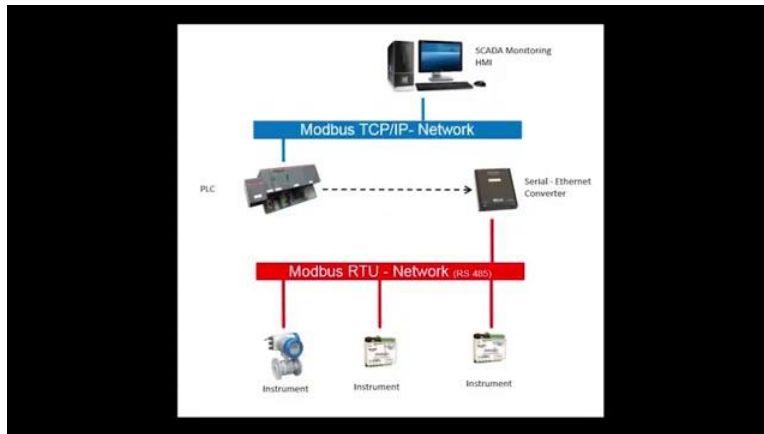 SCADA Monitoring
HMI
Modbus TCP/IP- Network
PLC
Serial - Ethernet
Converter
Modbus RTU - Network (RS 485)
Instrument
Instrument
Instrument